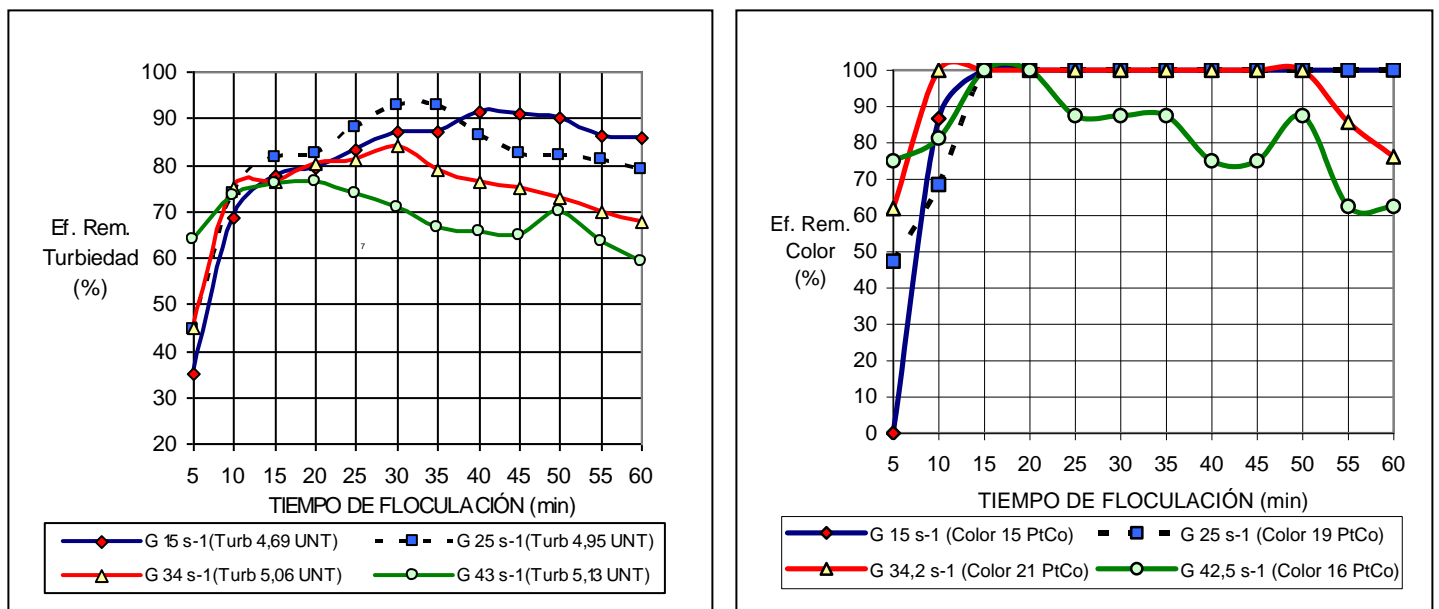 100
90
80
70
60
50
40
30
20
Ef. Rem.
Turbiedad
(%)
7
5 10 15 20 25 30 35 40 45 50 55 60
TIEMPO DE FLOCULACIÓN (min)
G 15 s-1(Turb 4,69 UNT) G 25 s-1(Turb 4,95 UNT)
G 34 s-1(Turb 5,06 UNT) G 43 s-1(Turb 5,13 UNT)
100
90
80
70
60
50
40
30
20
10
0
Ef. Rem.
Color
(%)
5 10 15 20 25 30 35 40 45 50 55 60
TIEMPO DE FLOCULACIÓN (min)
G 15 s-1 (Color 15 PtCo) G 25 s-1 (Color 19 PtCo)
G 34,2 s-1 (Color 21 PtCo) G 42,5 s-1 (Color 16 PtCo)